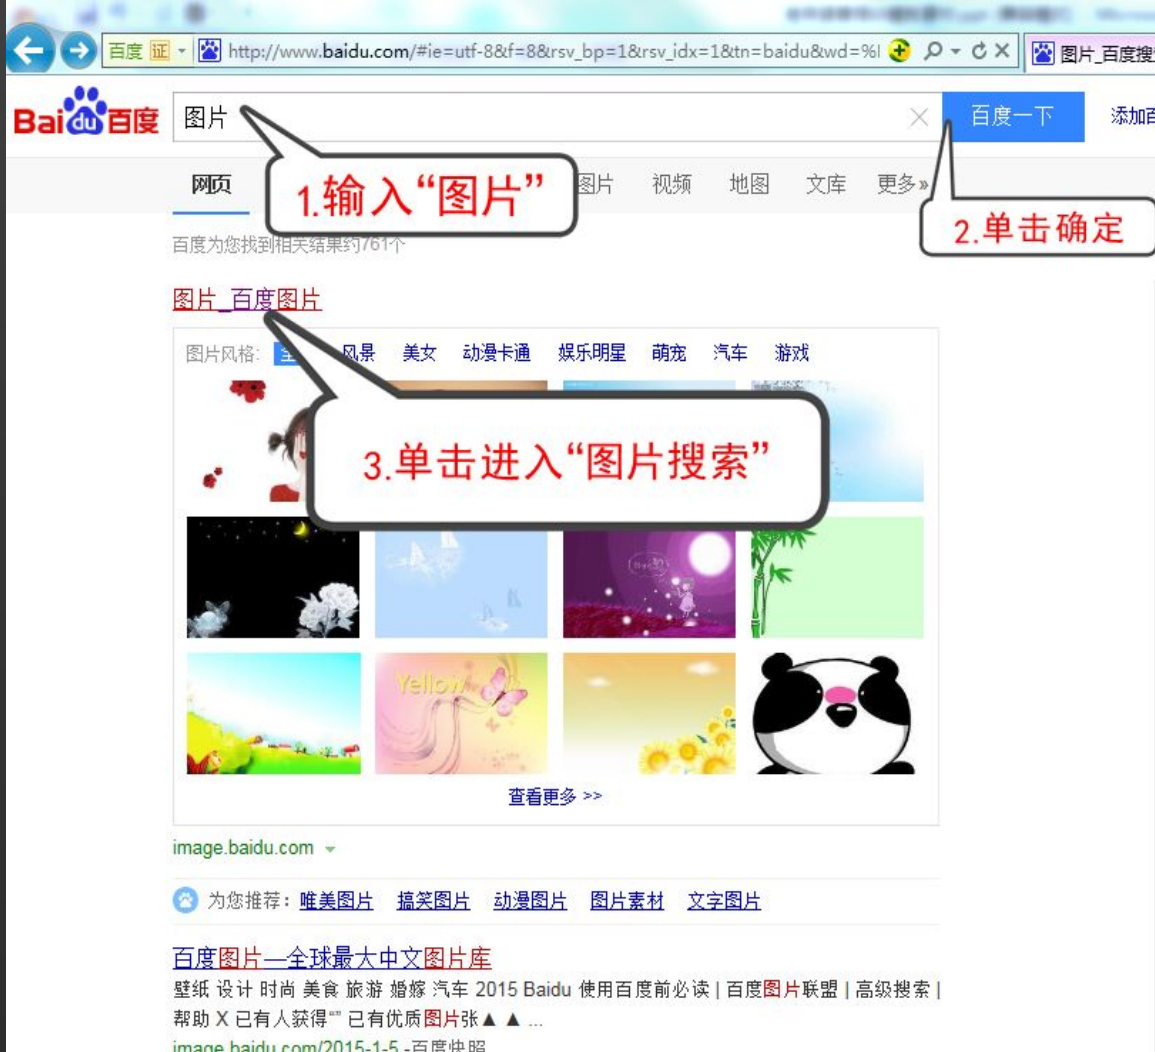 百度 证 http://www.baidu.com/#ie=utf-8&f=8&rsv_bp=1&rsv_idx=1&tn=baidu&wd=%
图片_百度搜
Bai du 百度 图片 百度一下 添加百
1.输入“图片”
网页 图片 视频 地图 文库 更多»
2.单击确定
百度为您找到相关结果约761个
图片_百度图片
图片风格: 全 风景 美女 动漫卡通 娱乐明星 萌宠 汽车 游戏
3.单击进入“图片搜索”
Yellow
查看更多 >>
image.baidu.com
为您推荐: 唯美图片 搞笑图片 动漫图片 图片素材 文字图片
百度图片—全球最大中文图片库
壁纸 设计 时尚 美食 旅游 婚嫁 汽车 2015 Baidu 使用百度前必读 | 百度图片联盟 | 高级搜索 |
帮助 X 已有人获得“” 已有优质图片张▲ ▲ ...
image.baidu.com/2015-1-5 - 百度快照